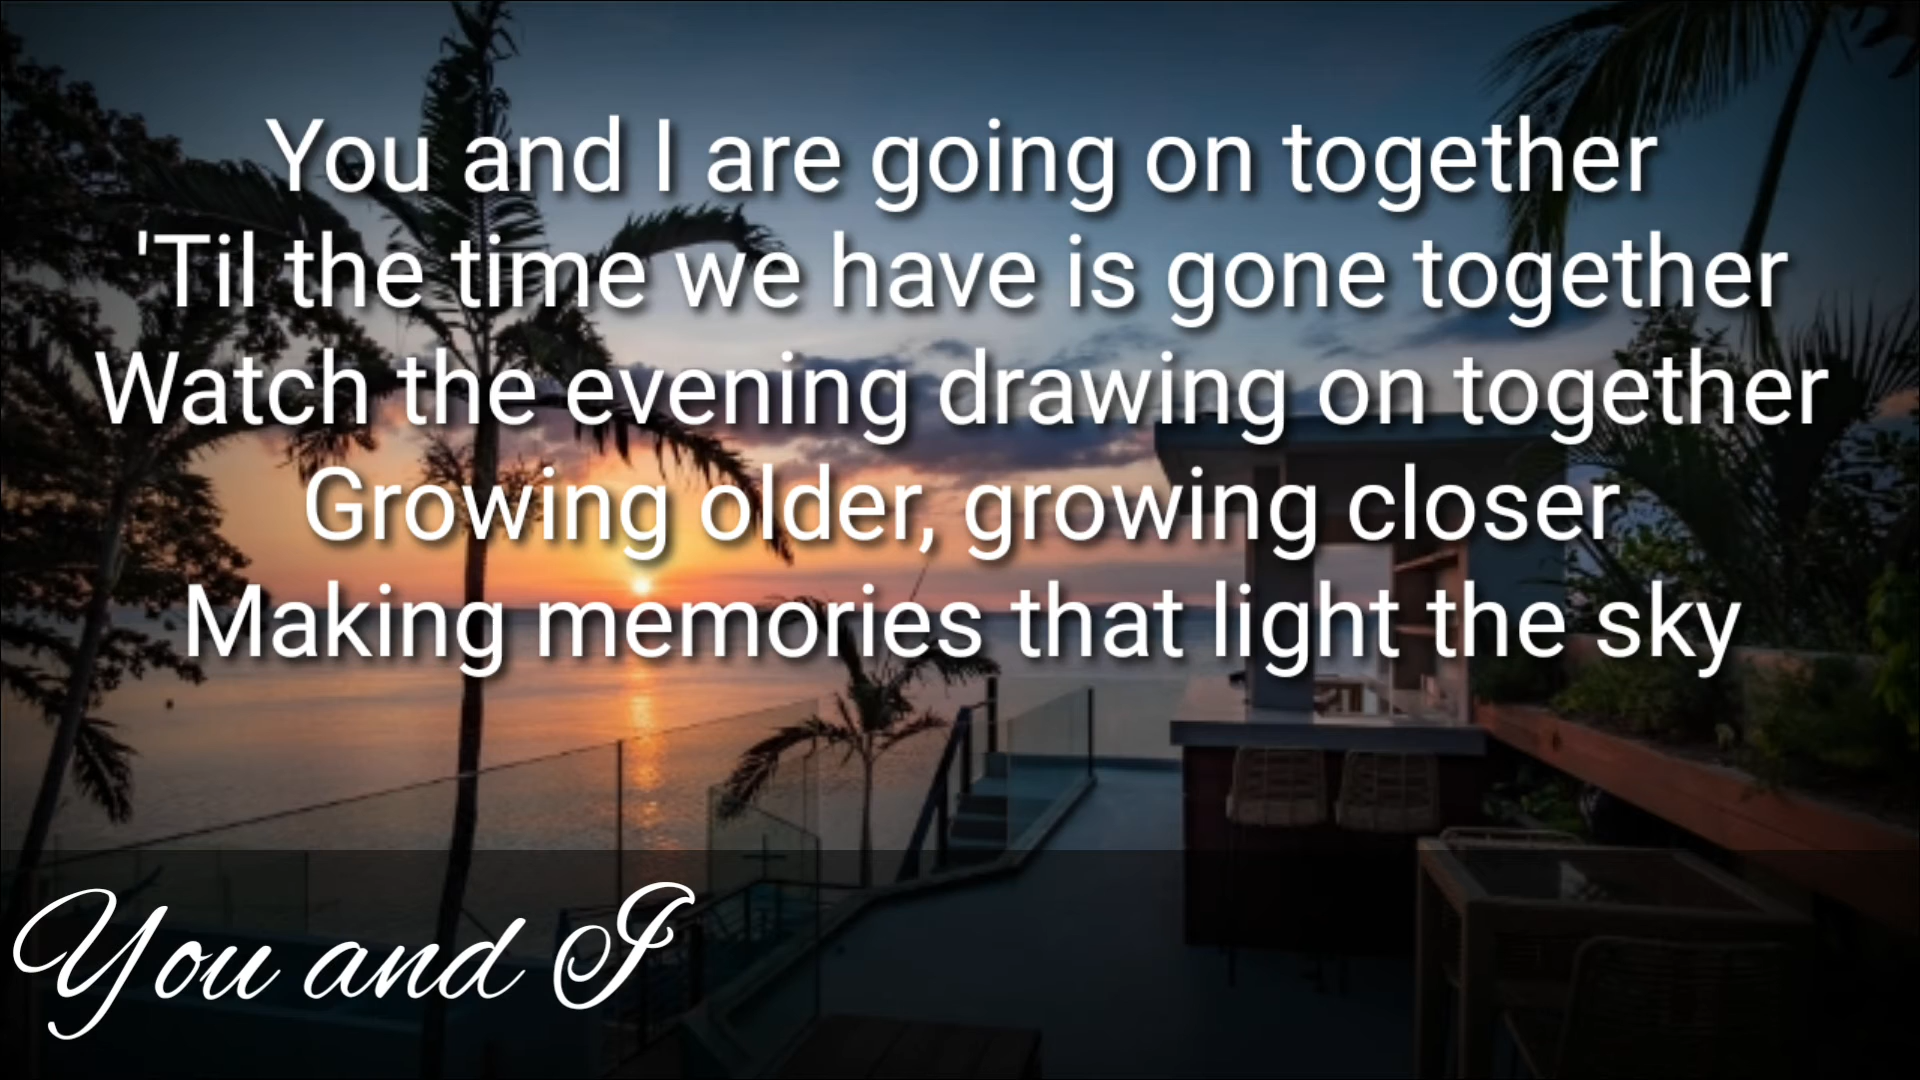 You and I are going on together
'Til the time we have is gone together
Watch the evening drawing on together
Growing older, growing closer
Making memories that light the sky
You and I